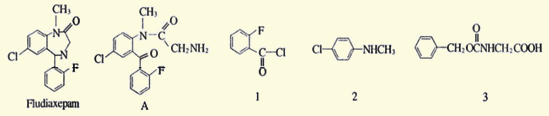 CH₃
N
O
Cl
N
F
Fludiaxepam
CH₃
N
O
CH₂NH₂
Cl
O
F
A
F
Cl
O
1
Cl
NHCH₃
2
O
CH₂OCNHCH₂COOH
3